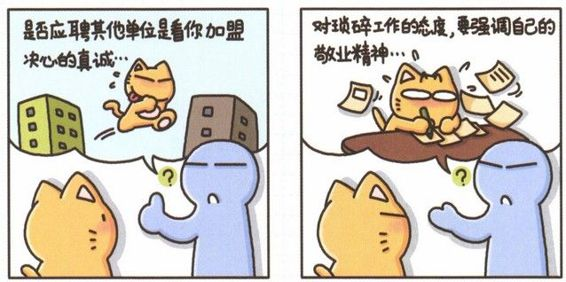 是否应聘其他单位是看你加盟
决心的真诚…
?
对琐碎工作的态度,要强调自己的
敬业精神…
?